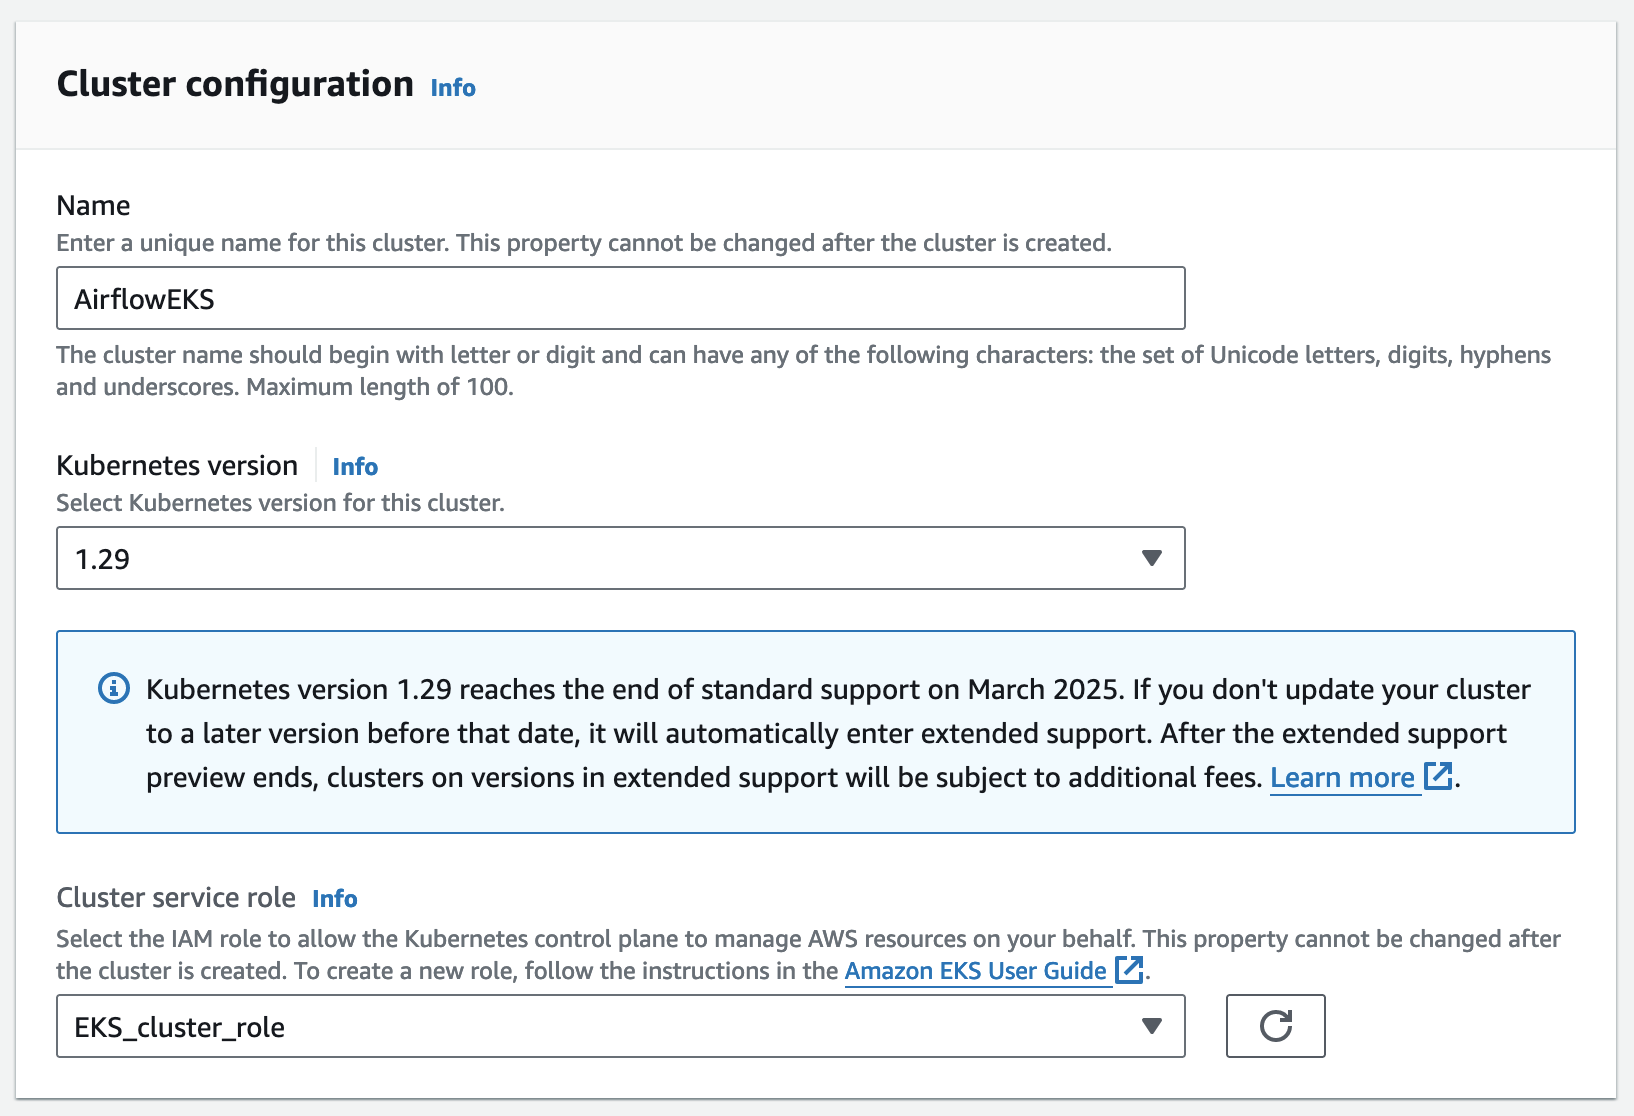 Cluster configuration Info
Name
Enter a unique name for this cluster. This property cannot be changed after the cluster is created.
AirflowEKS
The cluster name should begin with letter or digit and can have any of the following characters: the set of Unicode letters, digits, hyphens
and underscores. Maximum length of 100.
Kubernetes version Info
Select Kubernetes version for this cluster.
1.29
Kubernetes version 1.29 reaches the end of standard support on March 2025. If you don't update your cluster
to a later version before that date, it will automatically enter extended support. After the extended support
preview ends, clusters on versions in extended support will be subject to additional fees. Learn more.
Cluster service role Info
Select the IAM role to allow the Kubernetes control plane to manage AWS resources on your behalf. This property cannot be changed after
the cluster is created. To create a new role, follow the instructions in the Amazon EKS User Guide.
EKS_cluster_role